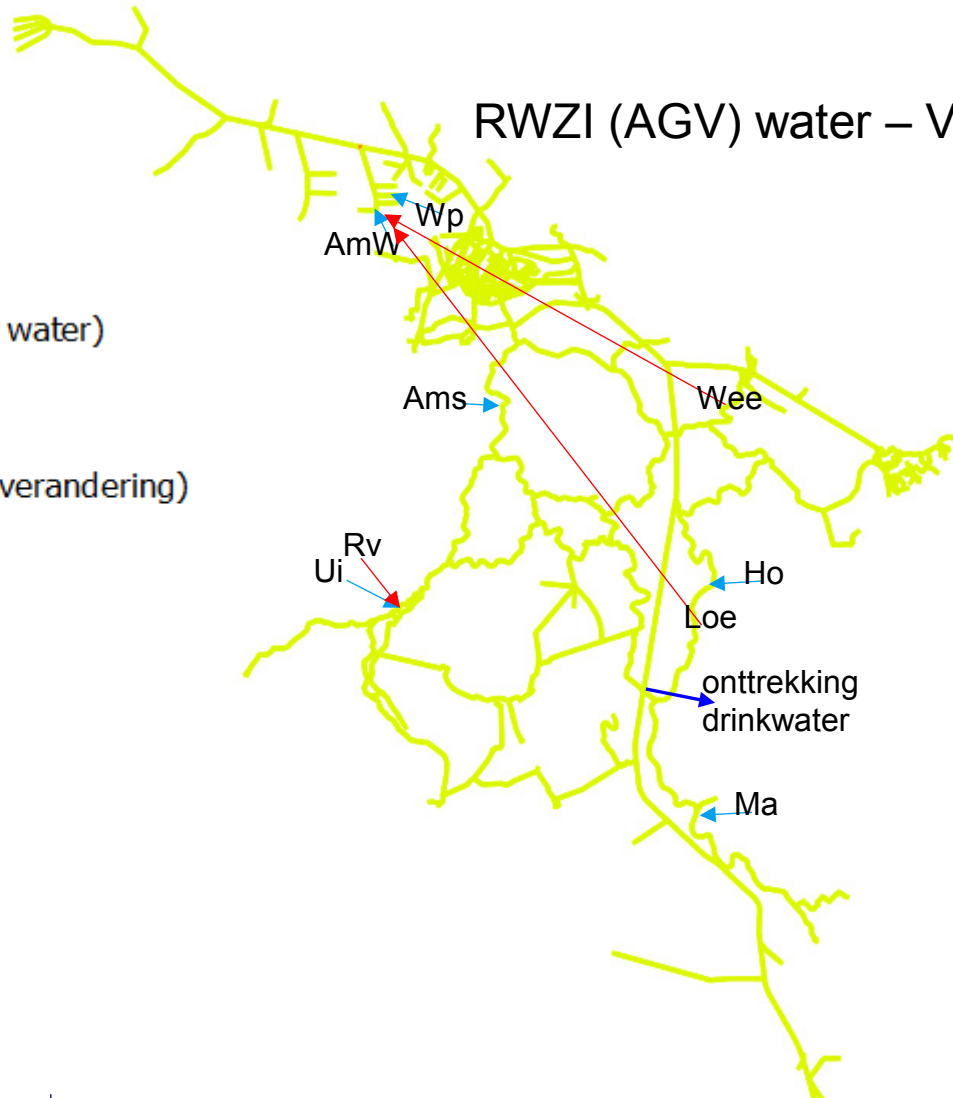 RWZI (AGV) water – V
Wp
AmW
water)
Ams
Wee
verandering)
Rv
Ui
Ho
Loe
onttrekking
drinkwater
Ma